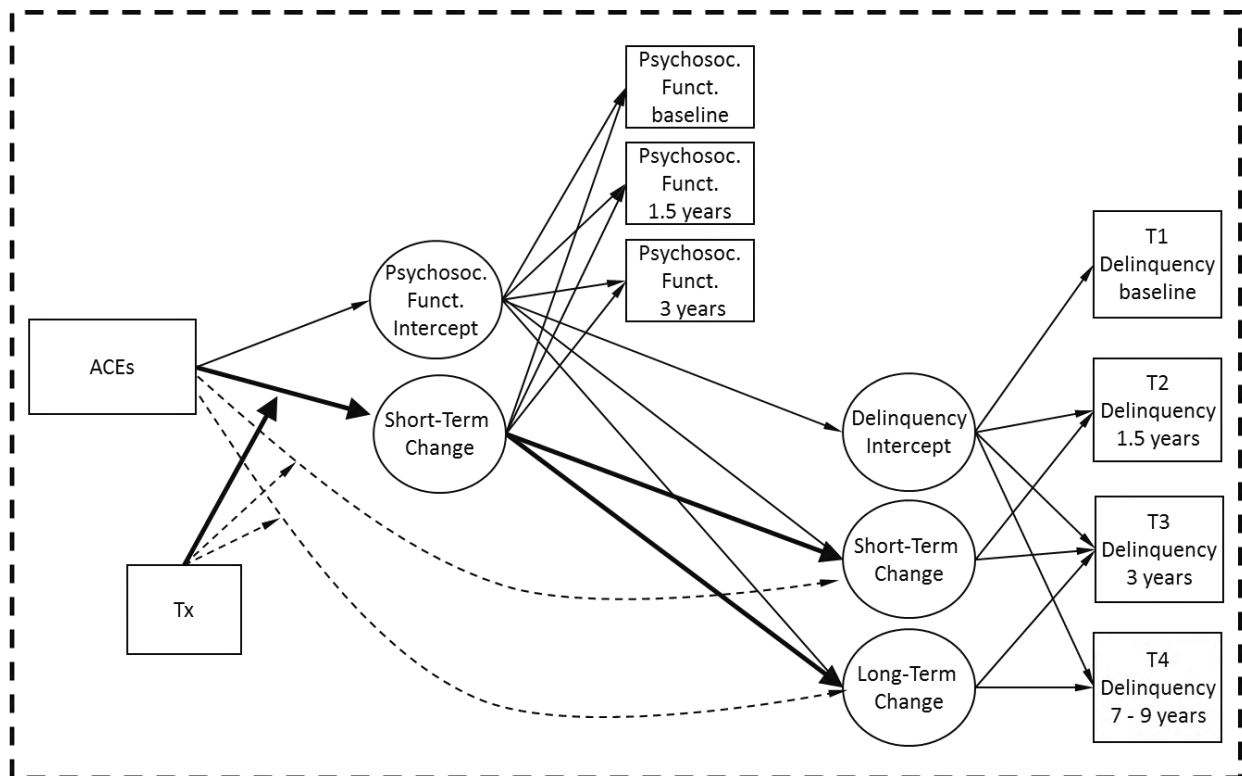 Psychosoc.
Funct.
baseline
Psychosoc.
Funct.
1.5 years
Psychosoc.
Funct.
3 years
Psychosoc.
Funct.
Intercept
ACEs
Short-Term
Change
Tx
Delinquency
Intercept
Short-Term
Change
Long-Term
Change
T1
Delinquency
baseline
T2
Delinquency
1.5 years
T3
Delinquency
3 years
T4
Delinquency
7 - 9 years